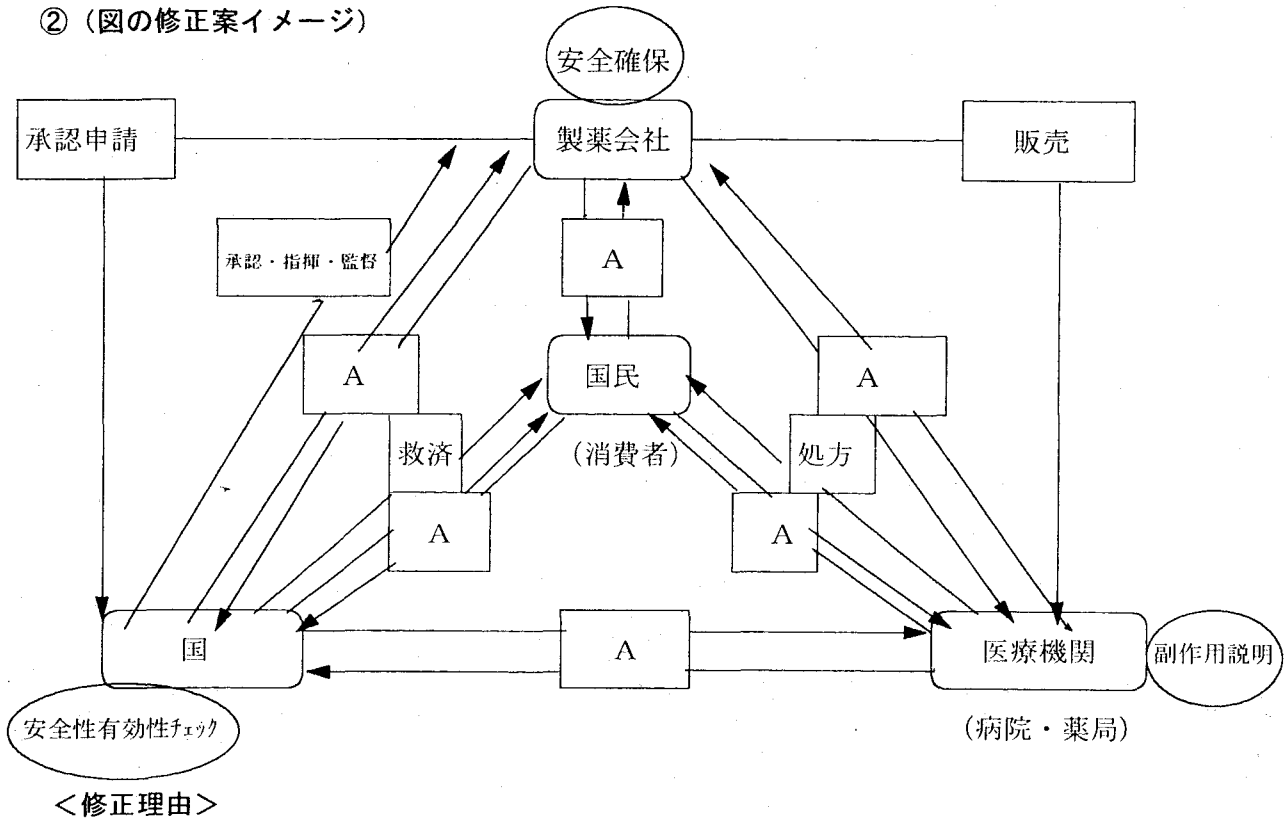 ②（図の修正案イメージ）
安全確保
承認申請
製薬会社
販売
承認・指揮・監督
A
A
国民
A
救済
（消費者）
処方
A
A
国
A
医療機関
副作用説明
安全性有効性ﾁｪｯｸ
（病院・薬局）
＜修正理由＞